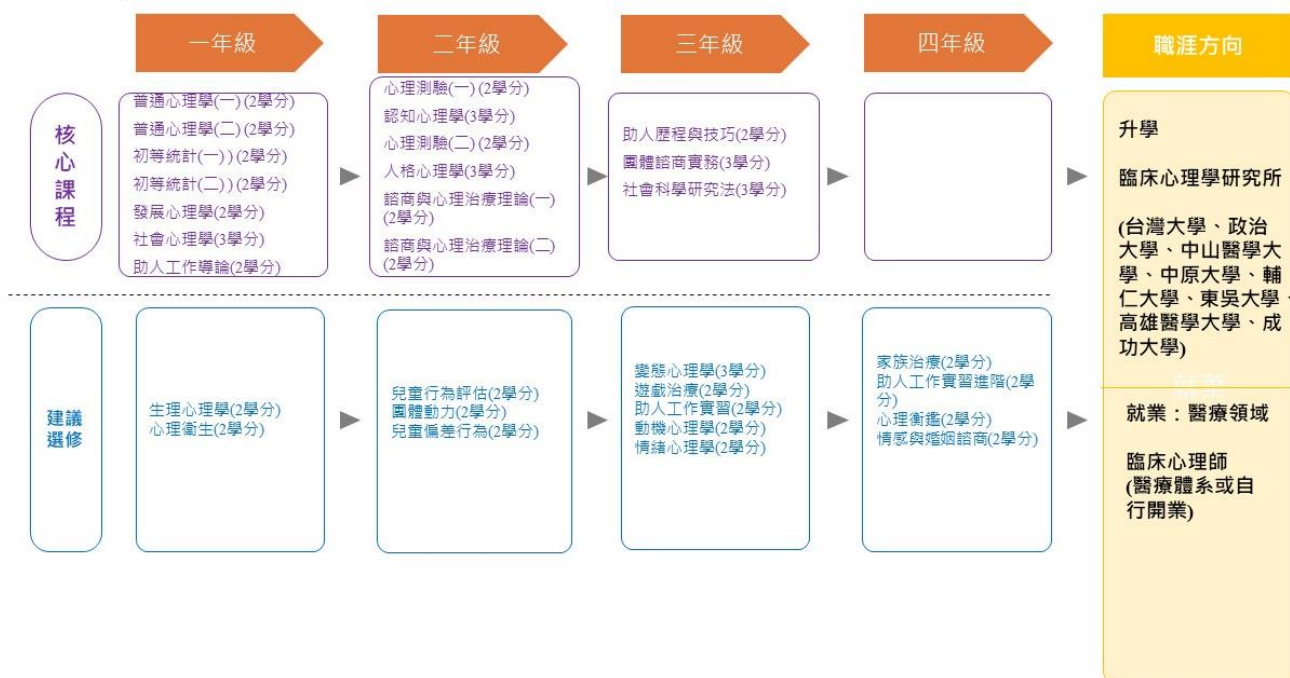 一年級
二年級
三年級
四年級
職涯方向
核心課程
普通心理學(一)(2學分)
普通心理學(二)(2學分)
初等統計(一))(2學分)
初等統計(二))(2學分)
發展心理學(2學分)
社會心理學(3學分)
助人工作導論(2學分)
心理測驗(一)(2學分)
認知心理學(3學分)
心理測驗(二)(2學分)
人格心理學(3學分)
諮商與心理治療理論(一)
(2學分)
諮商與心理治療理論(二)
(2學分)
助人歷程與技巧(2學分)
團體諮商實務(3學分)
社會科學研究法(3學分)
升學
臨床心理學研究所
(台灣大學、政治
大學、中山醫學大
學、中原大學、輔
仁大學、東吳大學、
高雄醫學大學、成
功大學)
建議
選修
生理心理學(2學分)
心理衛生(2學分)
兒童行為評估(2學分)
團體動力(2學分)
兒童偏差行為(2學分)
變態心理學(3學分)
遊戲治療(2學分)
助人工作實習(2學分)
動機心理學(2學分)
情緒心理學(2學分)
家族治療(2學分)
助人工作實習進階(2學
分)
心理衡鑑(2學分)
情感與婚姻諮商(2學分)
就業
就業：醫療領域
臨床心理師
(醫療體系或自
行開業)